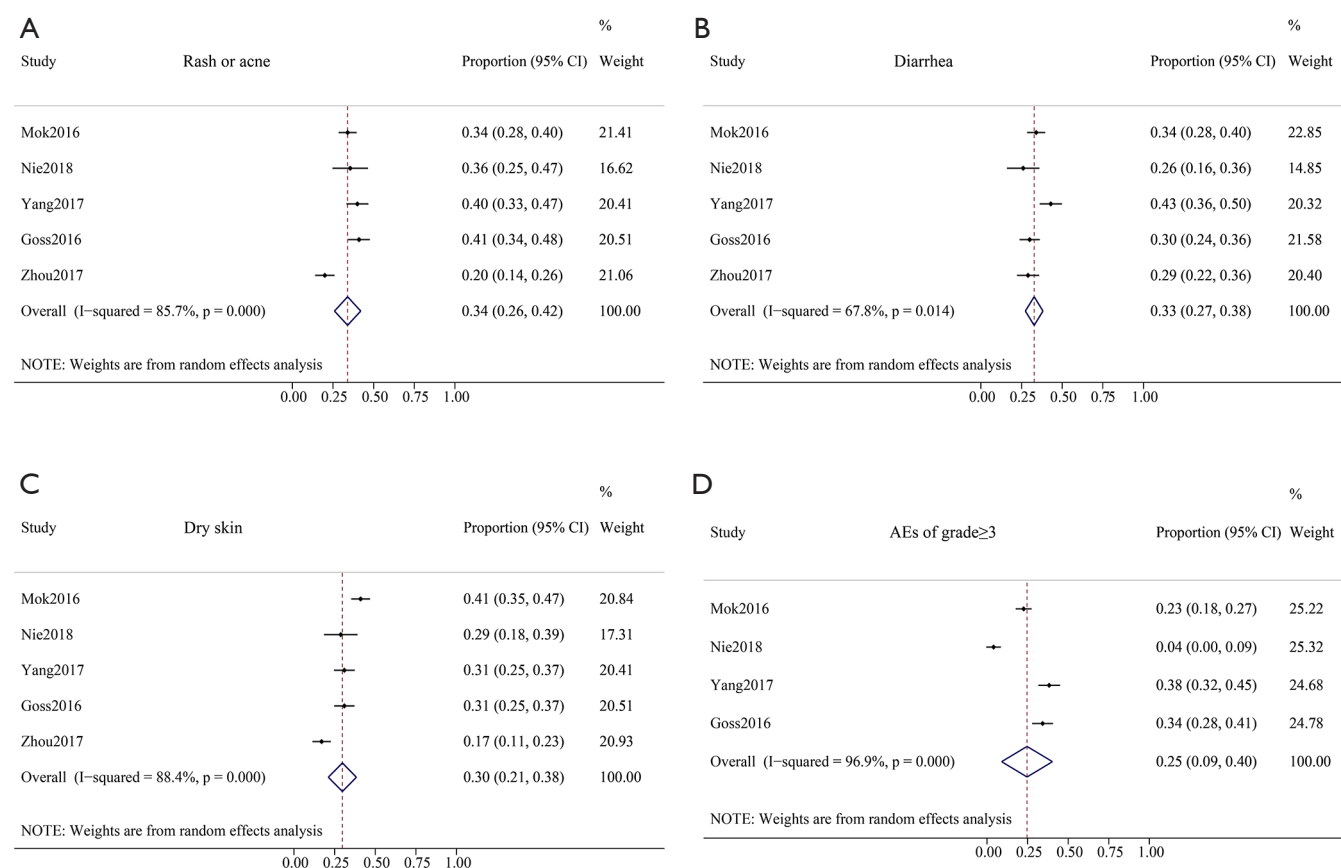 A
%
Study Rash or acne Proportion (95% CI) Weight
Mok2016 0.34 (0.28, 0.40) 21.41
Nie2018 0.36 (0.25, 0.47) 16.62
Yang2017 0.40 (0.33, 0.47) 20.41
Goss2016 0.41 (0.34, 0.48) 20.51
Zhou2017 0.20 (0.14, 0.26) 21.06
Overall (I−squared = 85.7%, p = 0.000) 0.34 (0.26, 0.42) 100.00
NOTE: Weights are from random effects analysis
0.00 0.25 0.50 0.75 1.00
B
%
Study Diarrhea Proportion (95% CI) Weight
Mok2016 0.34 (0.28, 0.40) 22.85
Nie2018 0.26 (0.16, 0.36) 14.85
Yang2017 0.43 (0.36, 0.50) 20.32
Goss2016 0.30 (0.24, 0.36) 21.58
Zhou2017 0.29 (0.22, 0.36) 20.40
Overall (I−squared = 67.8%, p = 0.014) 0.33 (0.27, 0.38) 100.00
NOTE: Weights are from random effects analysis
0.00 0.25 0.50 0.75 1.00
C
%
Study Dry skin Proportion (95% CI) Weight
Mok2016 0.41 (0.35, 0.47) 20.84
Nie2018 0.29 (0.18, 0.39) 17.31
Yang2017 0.31 (0.25, 0.37) 20.41
Goss2016 0.31 (0.25, 0.37) 20.51
Zhou2017 0.17 (0.11, 0.23) 20.93
Overall (I−squared = 88.4%, p = 0.000) 0.30 (0.21, 0.38) 100.00
NOTE: Weights are from random effects analysis
0.00 0.25 0.50 0.75 1.00
D
%
Study AEs of grade≥3 Proportion (95% CI) Weight
Mok2016 0.23 (0.18, 0.27) 25.22
Nie2018 0.04 (0.00, 0.09) 25.32
Yang2017 0.38 (0.32, 0.45) 24.68
Goss2016 0.34 (0.28, 0.41) 24.78
Overall (I−squared = 96.9%, p = 0.000) 0.25 (0.09, 0.40) 100.00
NOTE: Weights are from random effects analysis
0.00 0.25 0.50 0.75 1.00